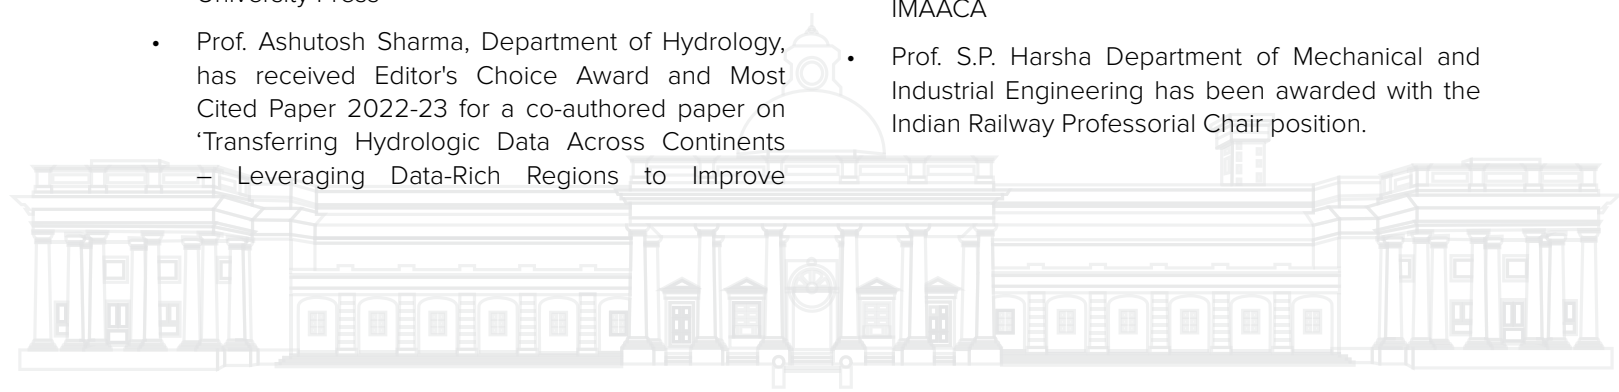 University Press
• Prof. Ashutosh Sharma, Department of Hydrology,
has received Editor's Choice Award and Most
Cited Paper 2022-23 for a co-authored paper on
‘Transferring Hydrologic Data Across Continents
– Leveraging Data-Rich Regions to Improve
IMAACA
• Prof. S.P. Harsha Department of Mechanical and
Industrial Engineering has been awarded with the
Indian Railway Professorial Chair position.